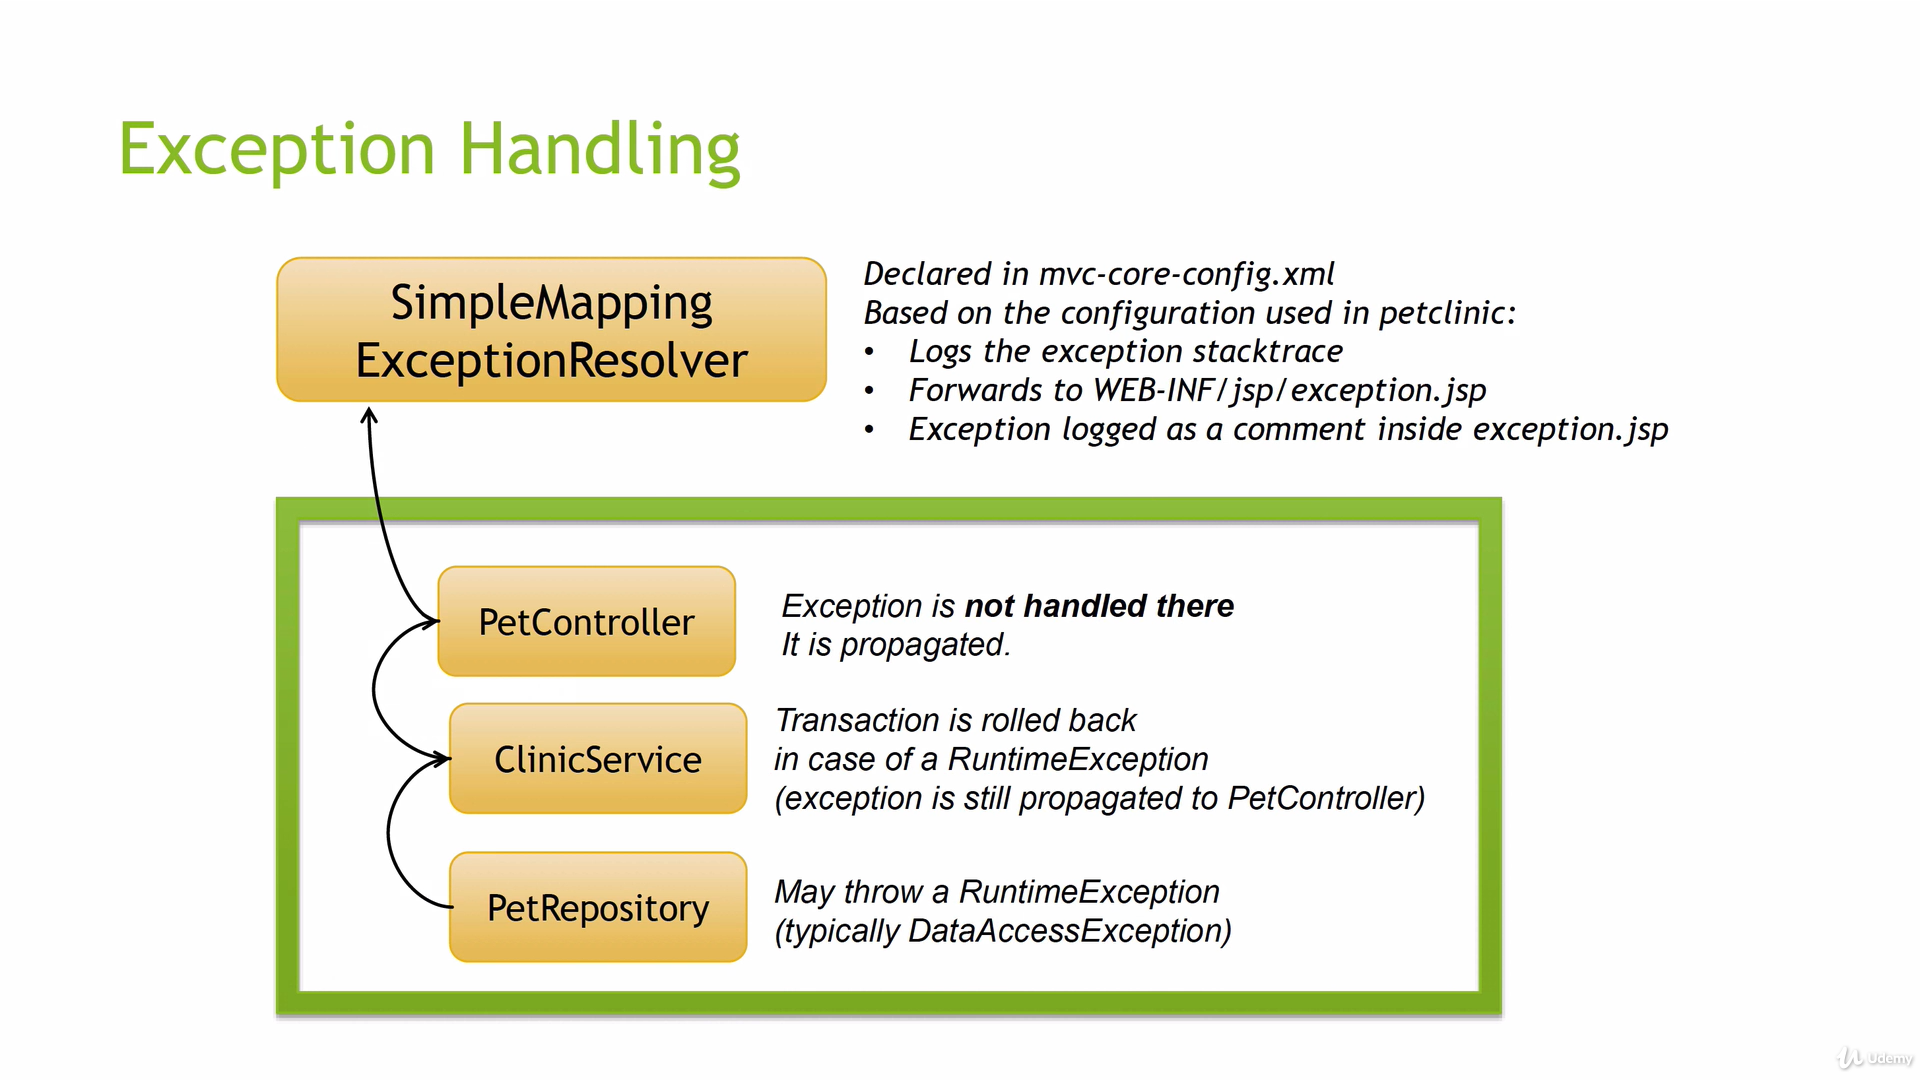 Exception Handling
SimpleMapping
ExceptionResolver
Declared in mvc-core-config.xml
Based on the configuration used in petclinic:
• Logs the exception stacktrace
• Forwards to WEB-INF/jsp/exception.jsp
• Exception logged as a comment inside exception.jsp
PetController
Exception is not handled there
It is propagated.
ClinicService
Transaction is rolled back
in case of a RuntimeException
(exception is still propagated to PetController)
PetRepository
May throw a RuntimeException
(typically DataAccessException)
Udemy